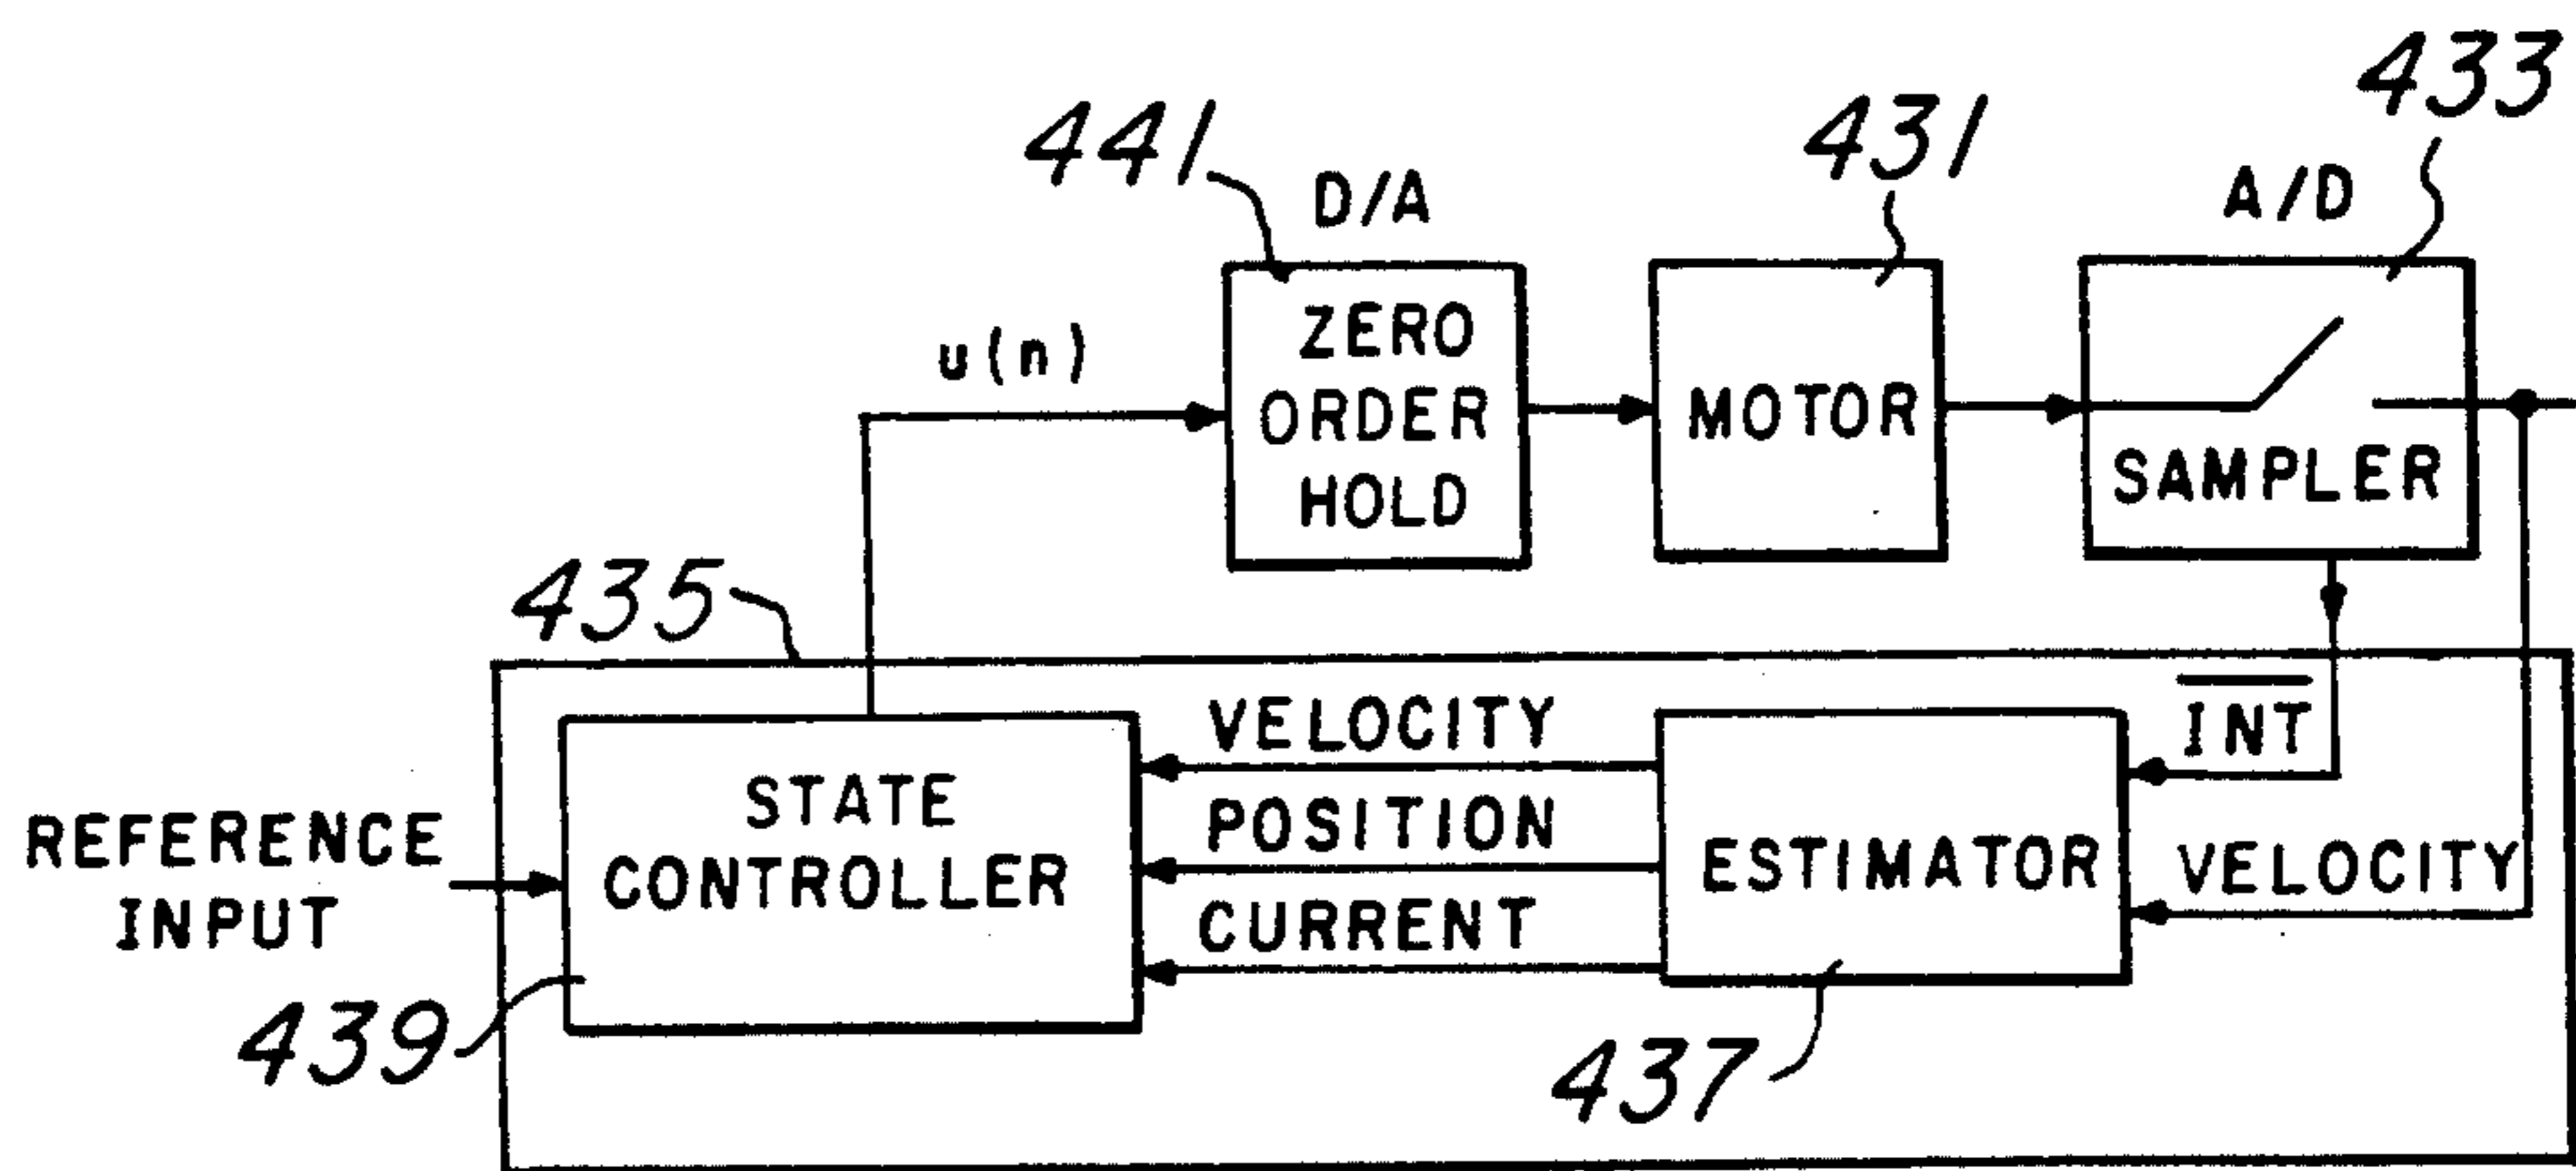 433
441
431
D/A
A/D
ZERO
ORDER
HOLD
u(n)
MOTOR
SAMPLER
435
INT
VELOCITY
STATE
CONTROLLER
POSITION
ESTIMATOR
VELOCITY
REFERENCE
INPUT
CURRENT
439
437